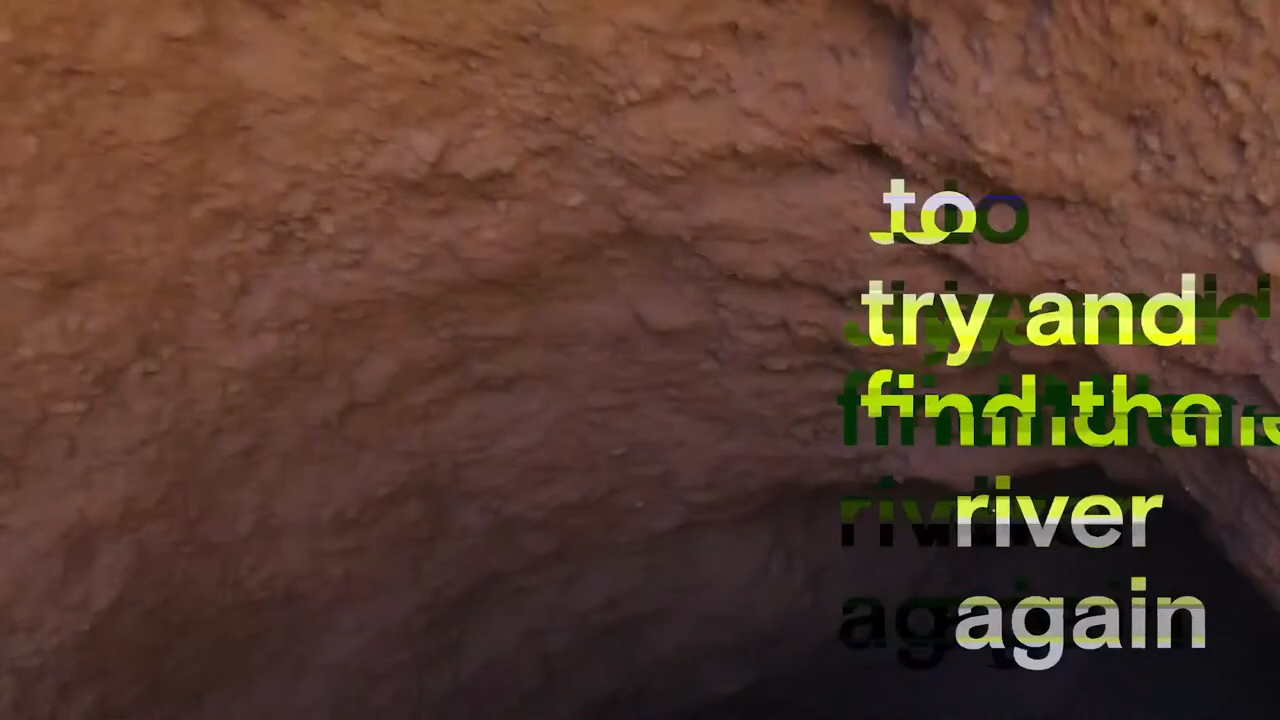 to
try and
find the
river
again